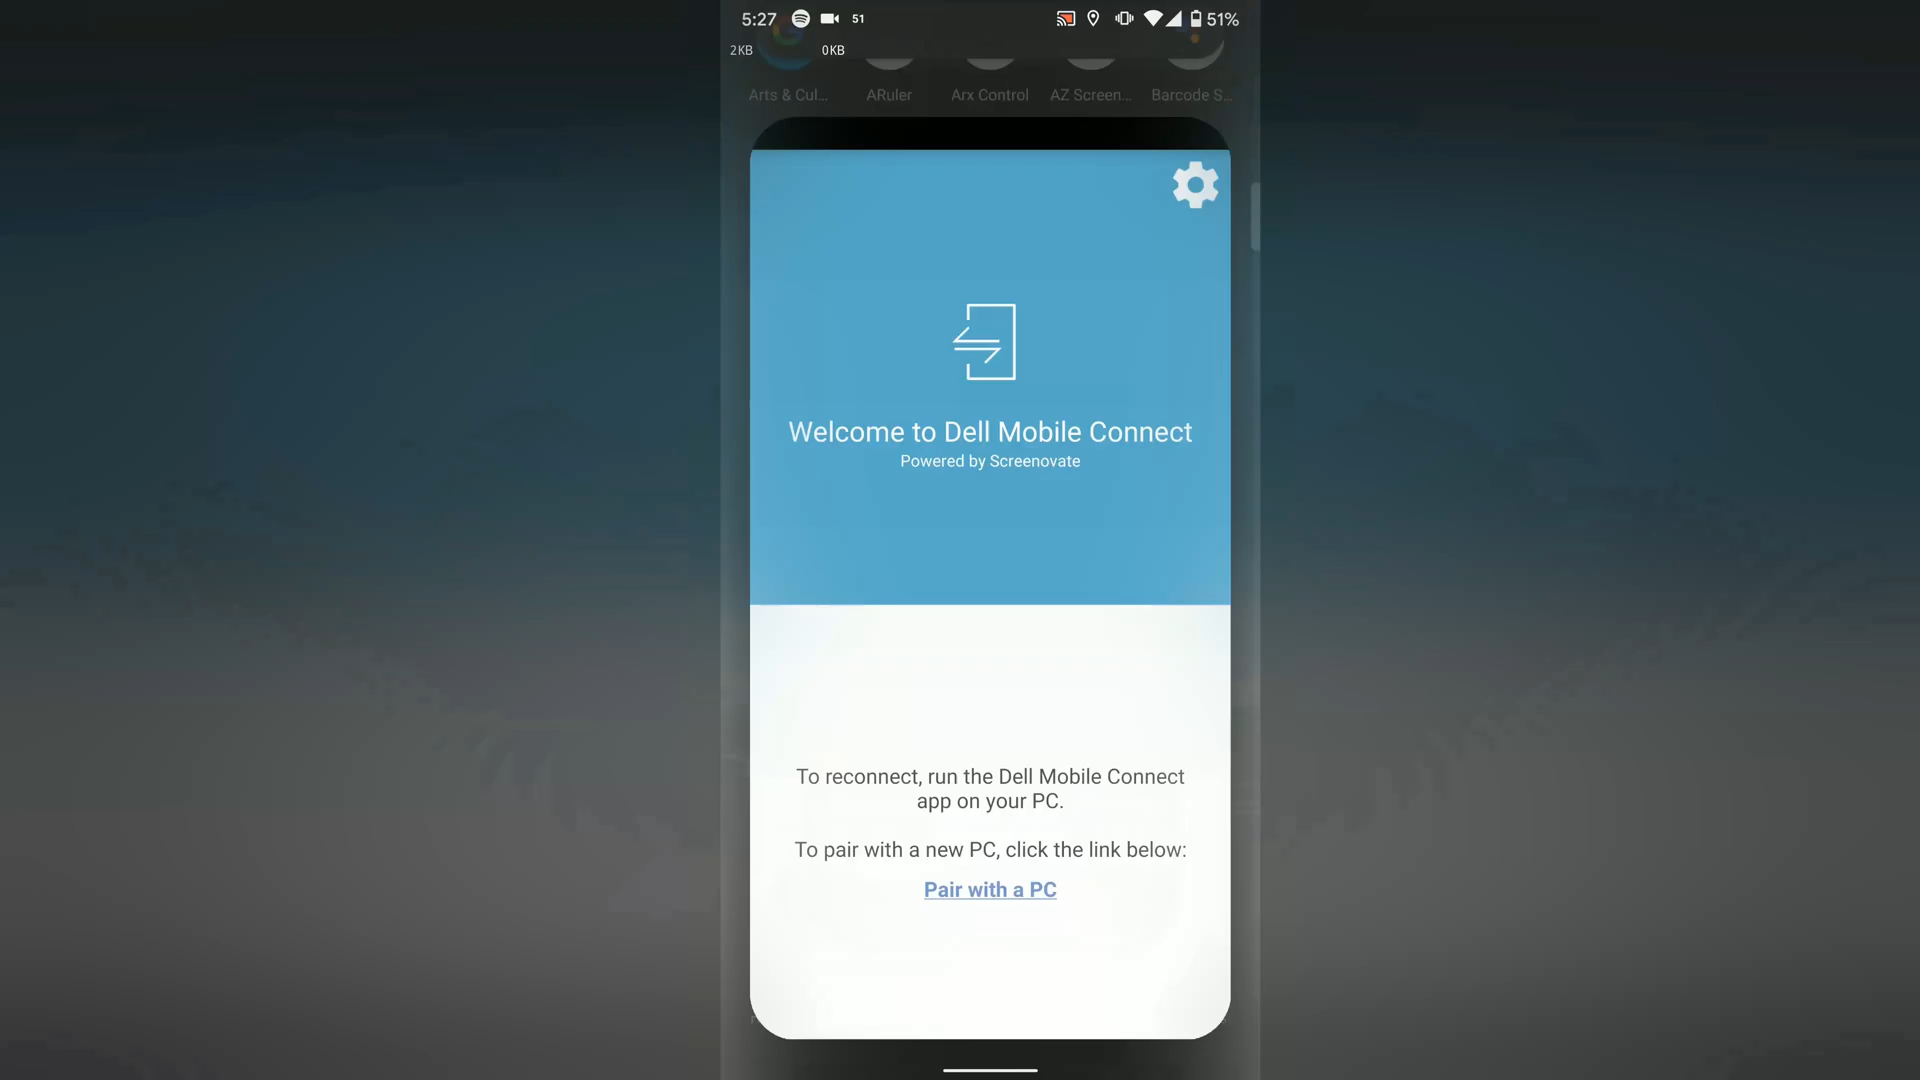 5:27 51 51%
2KB 0KB
Arts & Cul... ARuler Arx Control AZ Screen... Barcode S...
Welcome to Dell Mobile Connect
Powered by Screenovate
To reconnect, run the Dell Mobile Connect
app on your PC.
To pair with a new PC, click the link below:
Pair with a PC